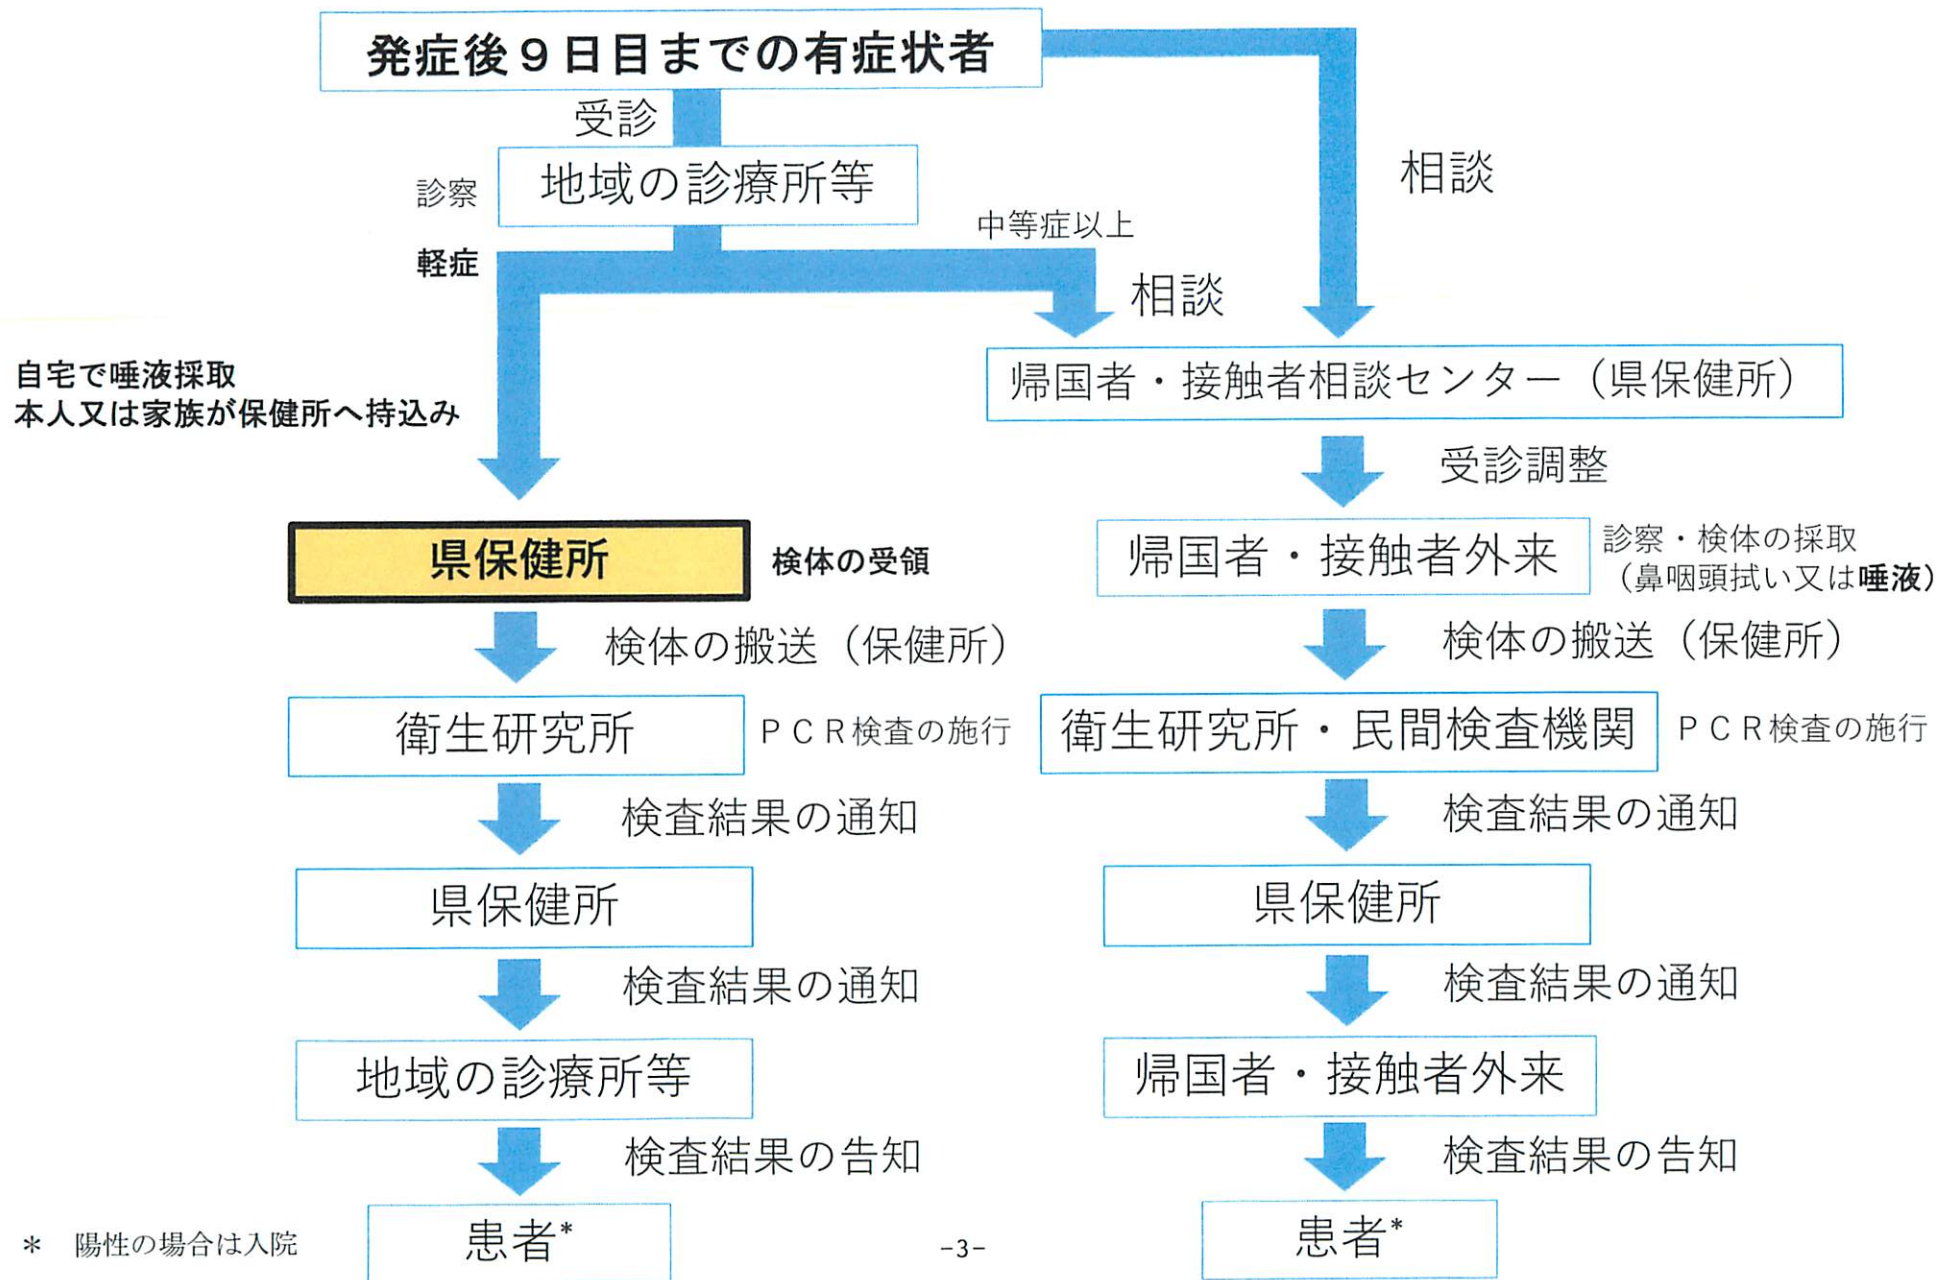 発症後９日目までの有症状者
受診
相談
診察
地域の診療所等
中等症以上
軽症
相談
自宅で唾液採取
本人又は家族が保健所へ持込み
帰国者・接触者相談センター（県保健所）
受診調整
県保健所
検体の受領
帰国者・接触者外来
診察・検体の採取
（鼻咽頭拭い又は唾液）
検体の搬送（保健所）
検体の搬送（保健所）
衛生研究所
ＰＣＲ検査の施行
衛生研究所・民間検査機関
ＰＣＲ検査の施行
検査結果の通知
検査結果の通知
県保健所
県保健所
検査結果の通知
検査結果の通知
地域の診療所等
帰国者・接触者外来
検査結果の告知
検査結果の告知
患者*
患者*
＊　陽性の場合は入院
-3-